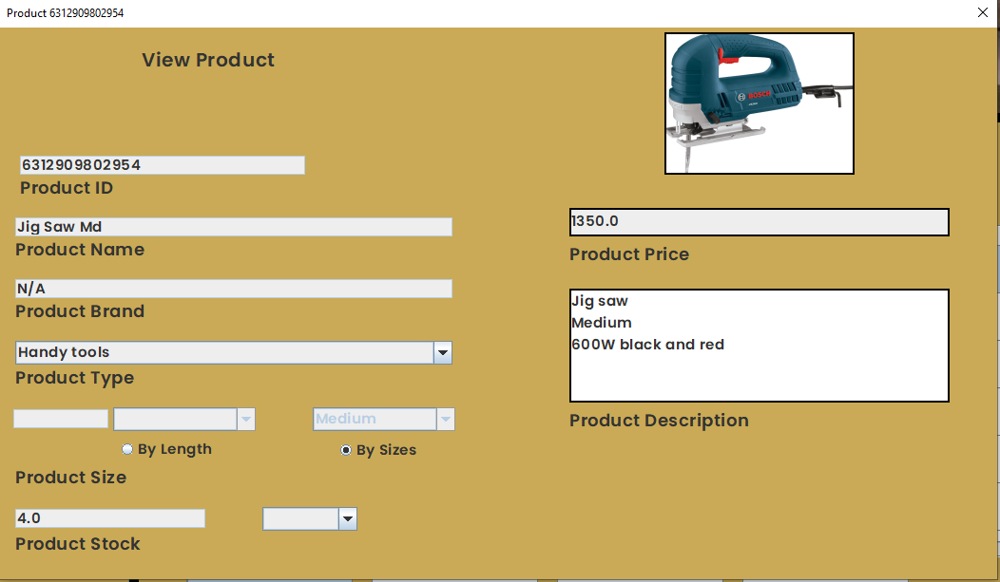 Product 6312909802954
View Product
BOSCH
6312909802954
Product ID
Jig Saw Md
Product Name
N/A
Product Brand
Handy tools
Product Type
Medium
By Length
By Sizes
Product Size
4.0
Product Stock
1350.0
Product Price
Jig saw
Medium
600W black and red
Product Description